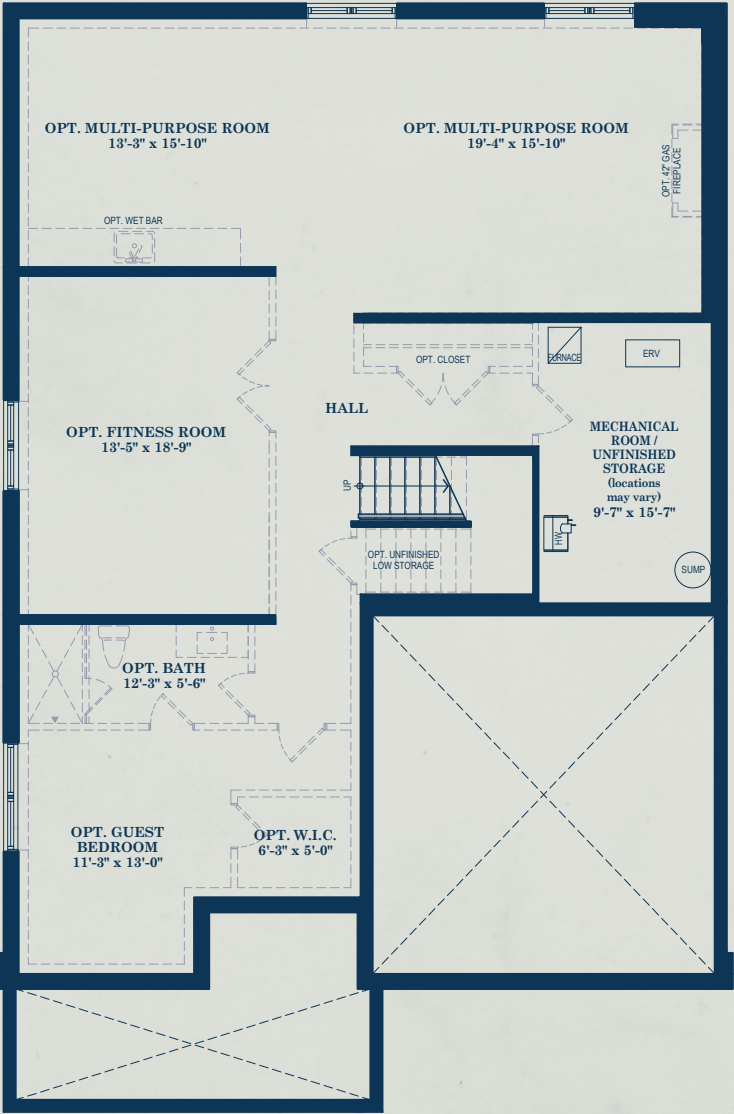 OPT. MULTI-PURPOSE ROOM
13'-3" x 15'-10"
OPT. MULTI-PURPOSE ROOM
19'-4" x 15'-10"
OPT. 42" GAS
FIREPLACE
OPT. WET BAR
OPT. CLOSET
FURNACE
ERV
HALL
OPT. FITNESS ROOM
13'-5" x 18'-9"
MECHANICAL
ROOM /
UNFINISHED
STORAGE
(locations
may vary)
9'-7" x 15'-7"
UP
HW
OPT. UNFINISHED
LOW STORAGE
SUMP
OPT. BATH
12'-3" x 5'-6"
OPT. GUEST
BEDROOM
11'-3" x 13'-0"
OPT. W.I.C.
6'-3" x 5'-0"